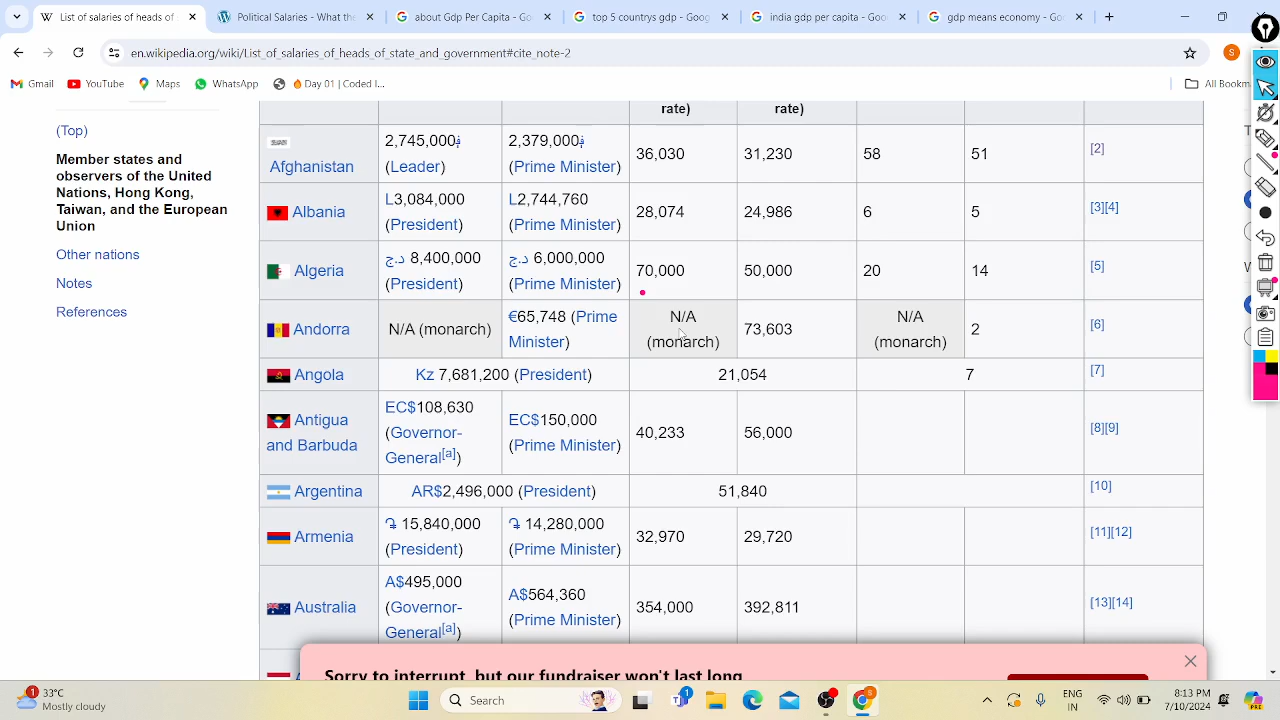 List of salaries of heads of st
Political Salaries - What the
about Gdp Per Capita - Goo
top 5 countrys gdp - Goog
india gdp per capita - Goog
gdp means economy - Goog
en.wikipedia.org/wiki/List_of_salaries_of_heads_of_state_and_government#cite_note-2
S
Gmail
YouTube
Maps
WhatsApp
Day 01 | Coded I...
All Bookma
(Top)
Member states and
observers of the United
Nations, Hong Kong,
Taiwan, and the European
Union
Other nations
Notes
References
rate) rate)
Afghanistan 2,745,000؋ (Leader) 2,379,000؋ (Prime Minister) 36,030 31,230 58 51 [2]
Albania L3,084,000 (President) L2,744,760 (Prime Minister) 28,074 24,986 6 5 [3][4]
Algeria د.ج 8,400,000 (President) د.ج 6,000,000 (Prime Minister) 70,000 50,000 20 14 [5]
Andorra N/A (monarch) €65,748 (Prime Minister) N/A (monarch) 73,603 N/A (monarch) 2 [6]
Angola Kz 7,681,200 (President) 21,054 7 [7]
Antigua and Barbuda EC$108,630 (Governor-General[a]) EC$150,000 (Prime Minister) 40,233 56,000 [8][9]
Argentina AR$2,496,000 (President) 51,840 [10]
Armenia ֏ 15,840,000 (President) ֏ 14,280,000 (Prime Minister) 32,970 29,720 [11][12]
Australia A$495,000 (Governor-General[a]) A$564,360 (Prime Minister) 354,000 392,811 [13][14]
Sorry to interrupt, but our fundraiser won't last long
1
33°C
Mostly cloudy
Search
ENG
IN
8:13 PM
7/10/2024